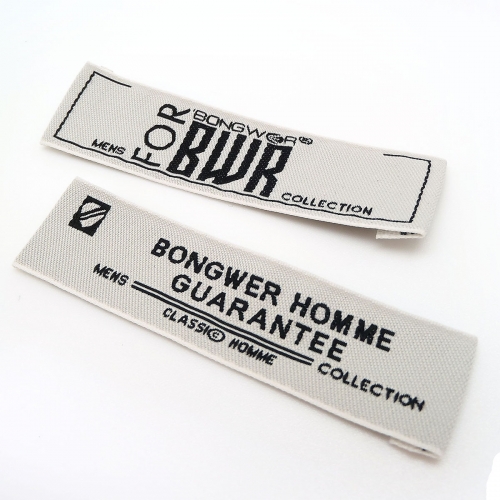 FOR
BONGWER
BWR
MENS
COLLECTION
BONGWER HOMME
GUARANTEE
MENS
COLLECTION
CLASSIC HOMME